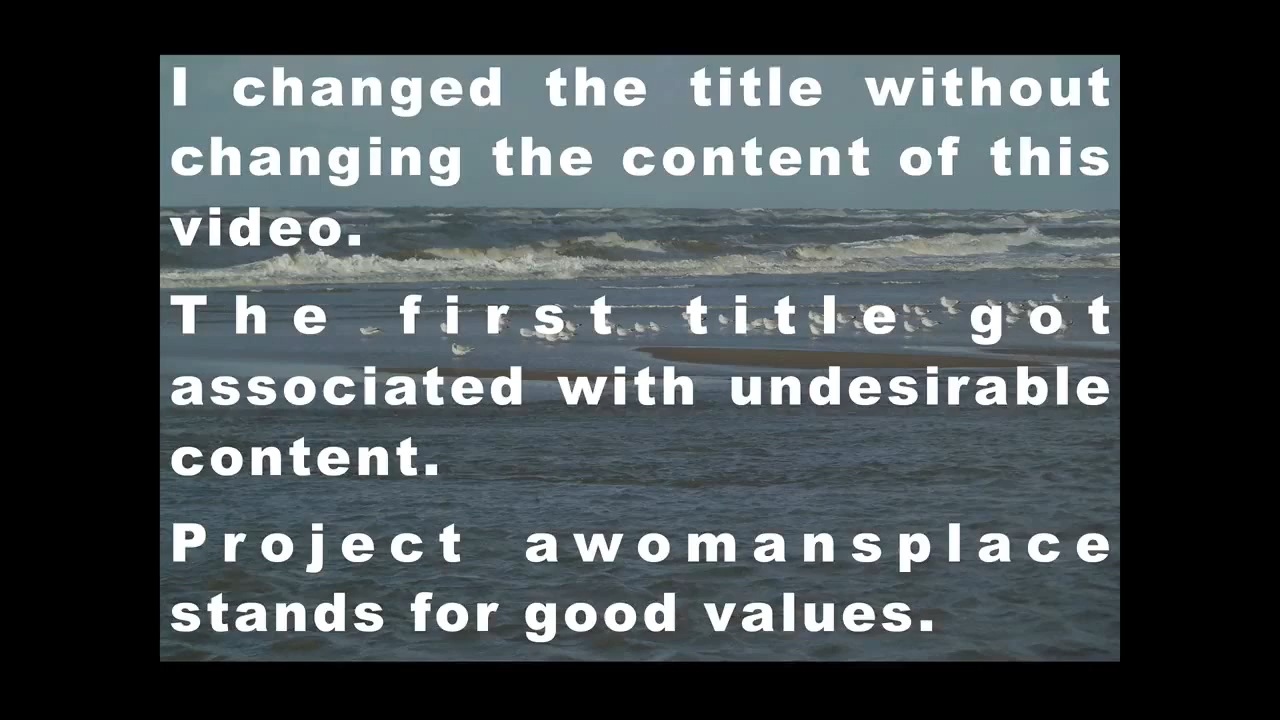 I changed the title without
changing the content of this
video.
The first title got
associated with undesirable
content.
Project awomansplace
stands for good values.